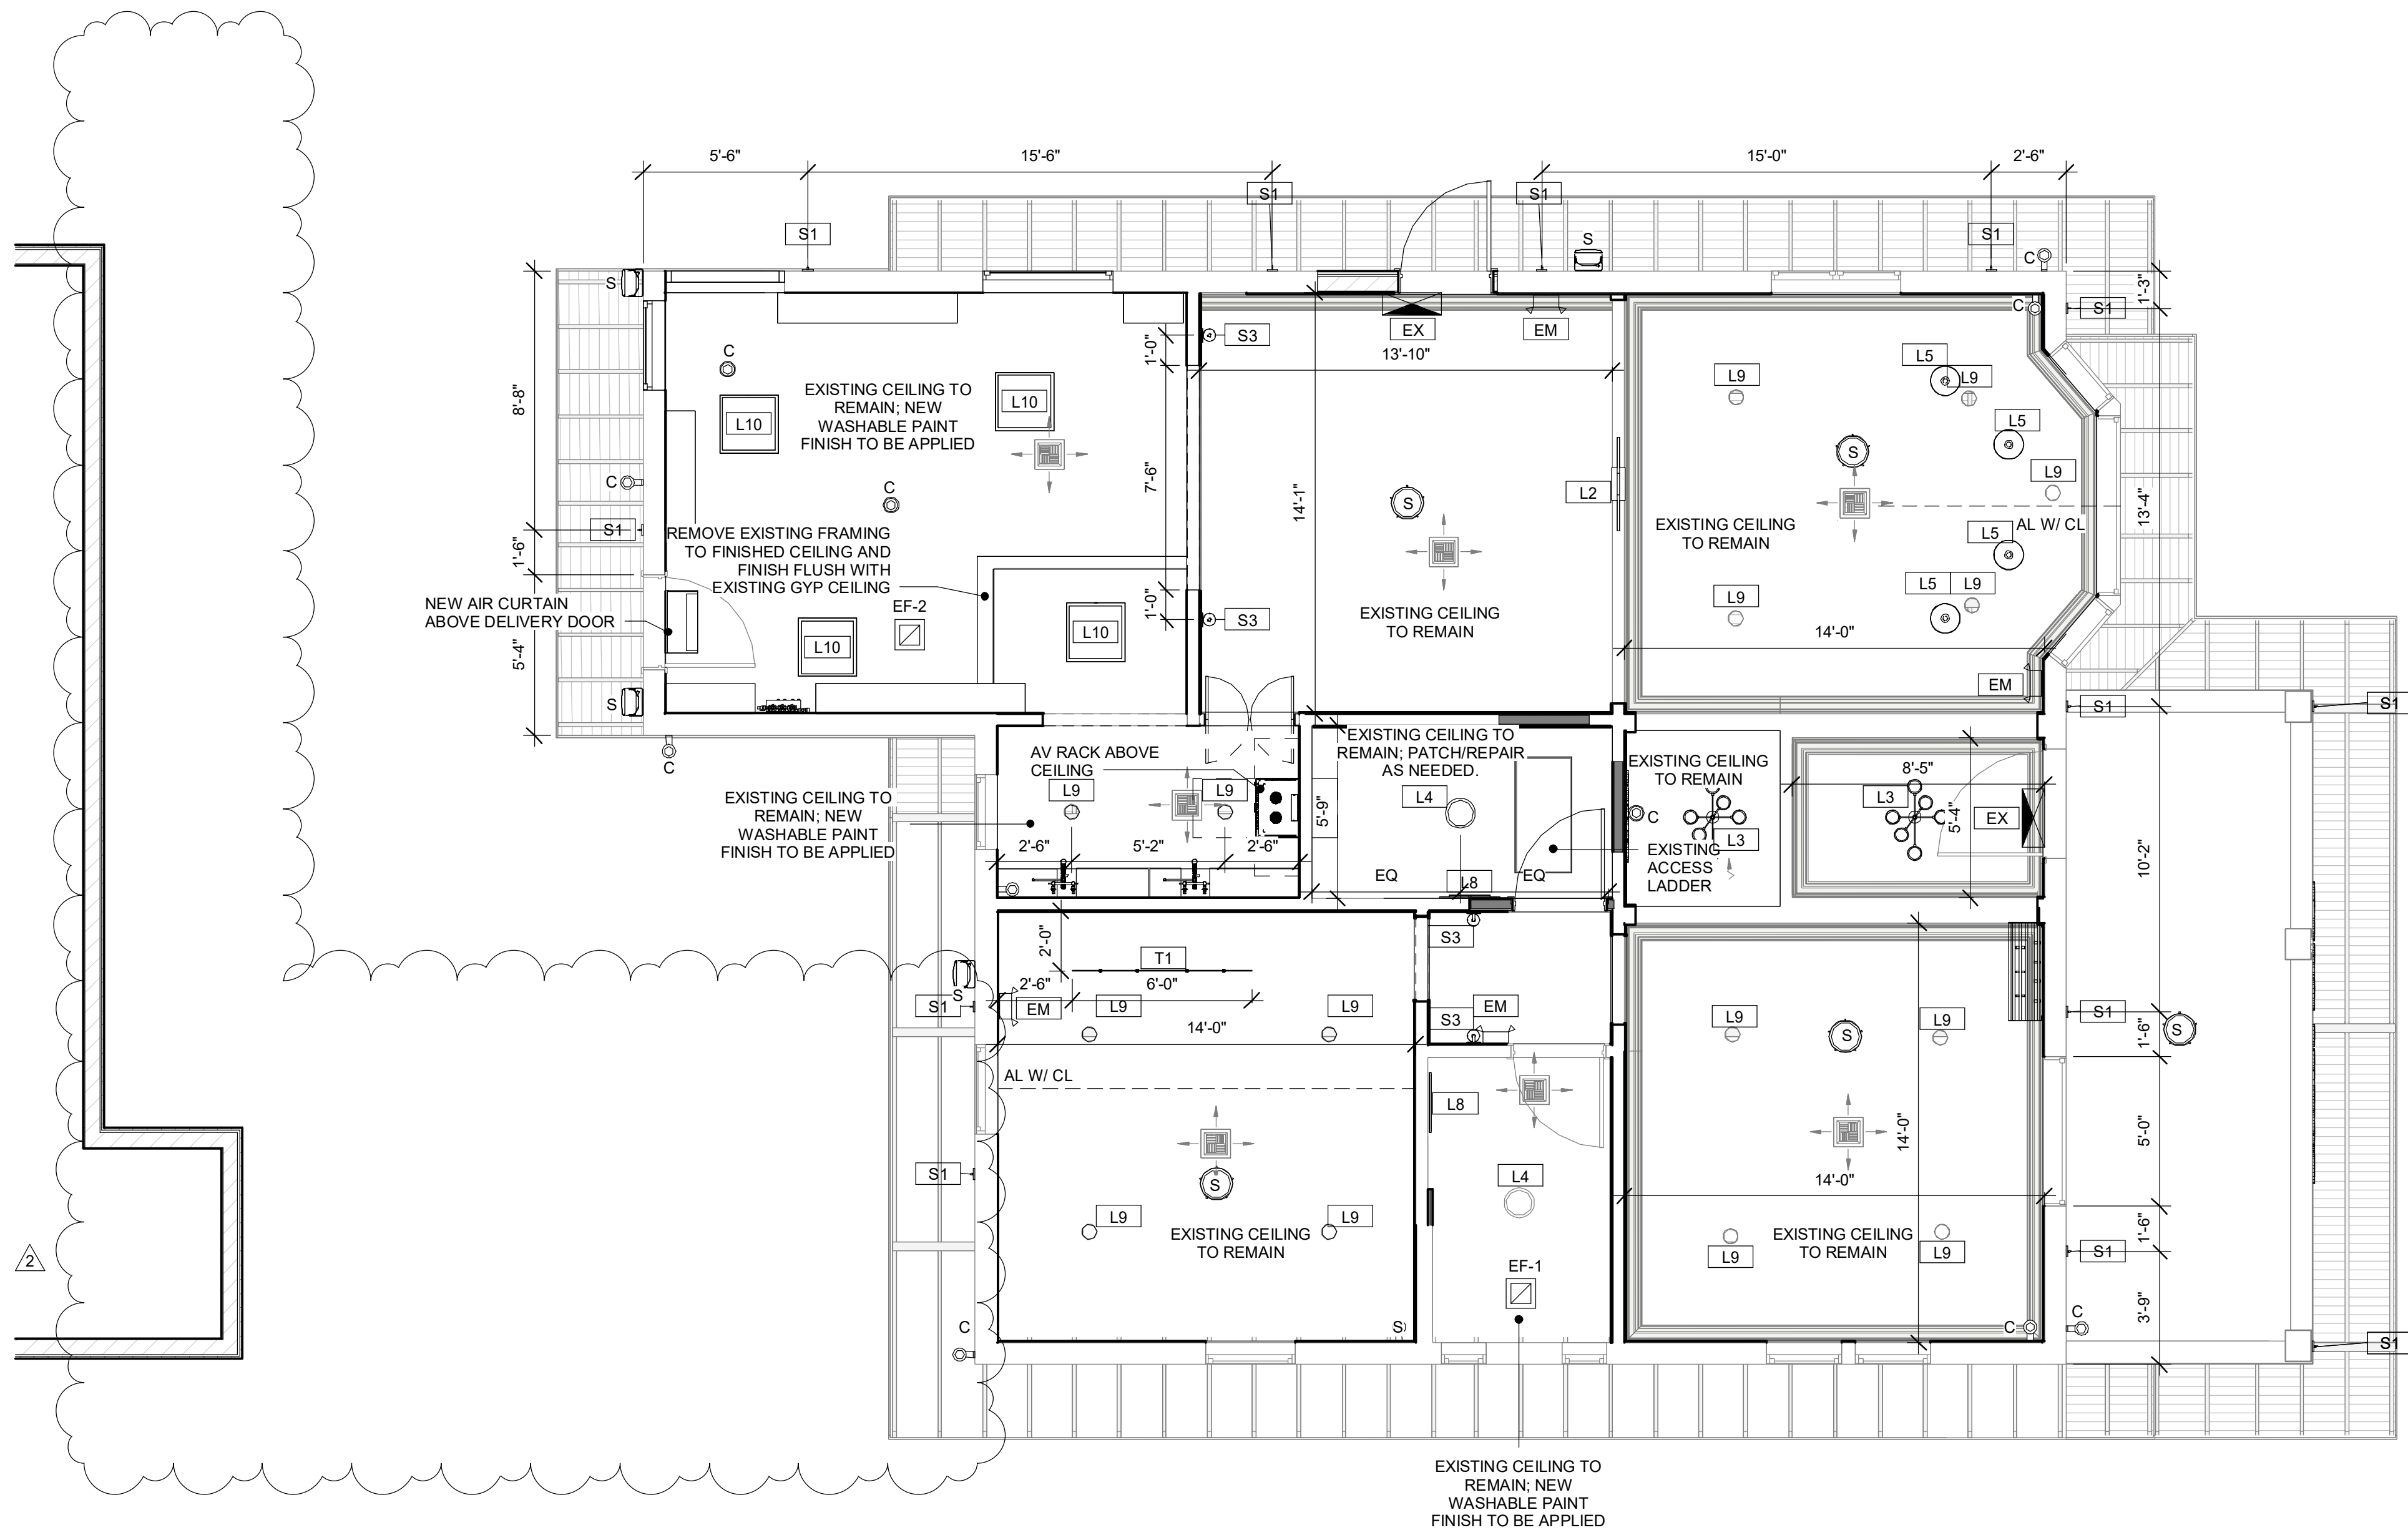 5'-6"
15'-6"
15'-0"
2'-6"
S1
S1
S1
S1
S
S
C
8'-8"
1'-6"
5'-4"
C
S1
S
C
NEW AIR CURTAIN
ABOVE DELIVERY DOOR
C
L10
EXISTING CEILING TO
REMAIN; NEW
WASHABLE PAINT
FINISH TO BE APPLIED
L10
C
REMOVE EXISTING FRAMING
TO FINISHED CEILING AND
FINISH FLUSH WITH
EXISTING GYP CEILING
EF-2
L10
L10
1'-0"
7'-6"
1'-0"
S3
S3
EX
EM
13'-10"
14'-1"
S
L2
EXISTING CEILING
TO REMAIN
C
L9
L5
L9
L5
S
L9
EXISTING CEILING
TO REMAIN
AL W/ CL
L5
L9
L5
L9
14'-0"
EM
S1
1'-3"
13'-4"
S1
S1
AV RACK ABOVE
CEILING
L9
L9
2'-6"
5'-2"
2'-6"
EXISTING CEILING TO
REMAIN; NEW
WASHABLE PAINT
FINISH TO BE APPLIED
EXISTING CEILING TO
REMAIN; PATCH/REPAIR
AS NEEDED.
5'-9"
L4
EQ
L8
EQ
EXISTING
ACCESS
LADDER
EXISTING CEILING
TO REMAIN
C
L3
8'-5"
L3
5'-4"
EX
10'-2"
2'-0"
T1
2'-6"
6'-0"
EM
L9
L9
S
S1
14'-0"
AL W/ CL
S1
S
L9
L9
EXISTING CEILING
TO REMAIN
S
C
S3
S3
EM
L8
L4
EF-1
EXISTING CEILING TO
REMAIN; NEW
WASHABLE PAINT
FINISH TO BE APPLIED
L9
S
L9
14'-0"
14'-0"
EXISTING CEILING
TO REMAIN
L9
L9
C
S1
1'-6"
S
5'-0"
1'-6"
S1
3'-9"
C
S1
2